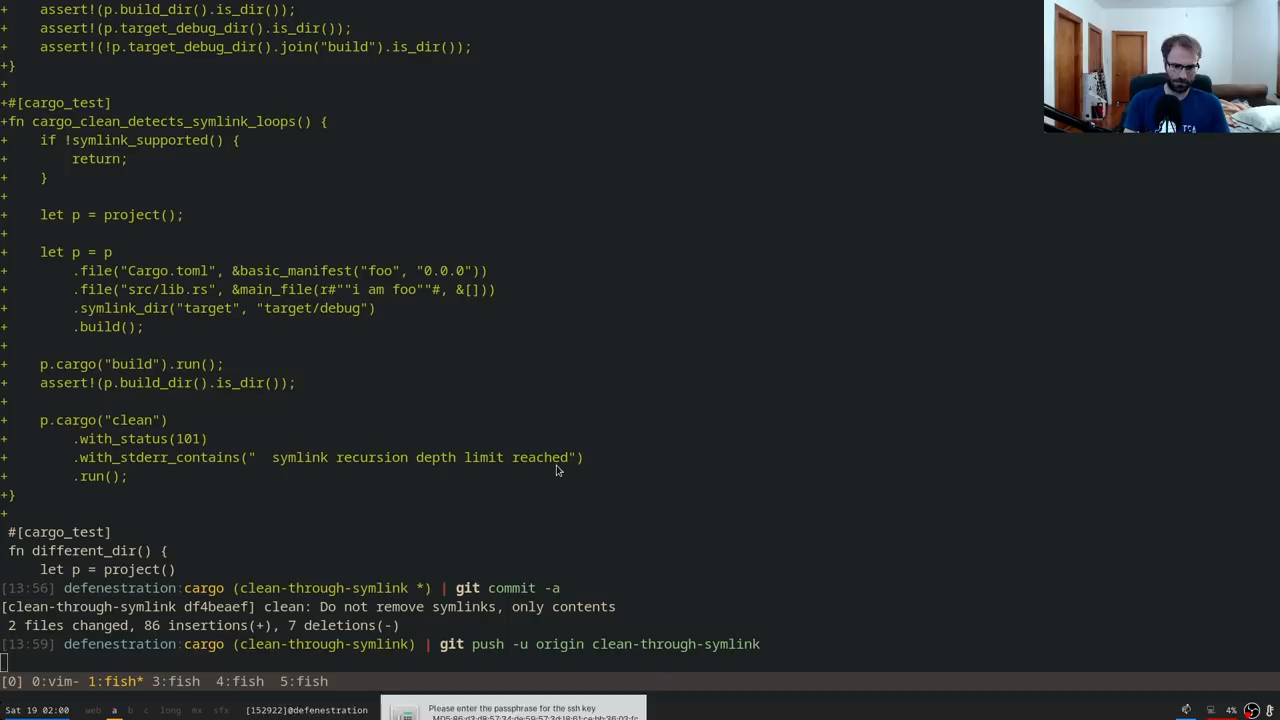 +    assert!(p.build_dir().is_dir());
+    assert!(p.target_debug_dir().is_dir());
+    assert!(!p.target_debug_dir().join("build").is_dir());
+}
+
+#[cargo_test]
+fn cargo_clean_detects_symlink_loops() {
+    if !symlink_supported() {
+        return;
+    }
+
+    let p = project();
+
+    let p = p
+        .file("Cargo.toml", &basic_manifest("foo", "0.0.0"))
+        .file("src/lib.rs", &main_file(r#""i am foo""#, &[]))
+        .symlink_dir("target", "target/debug")
+        .build();
+
+    p.cargo("build").run();
+    assert!(p.build_dir().is_dir());
+
+    p.cargo("clean")
+        .with_status(101)
+        .with_stderr_contains("  symlink recursion depth limit reached")
+        .run();
+}
+
 #[cargo_test]
 fn different_dir() {
     let p = project()
[13:56] defenestration:cargo (clean-through-symlink *) | git commit -a
[clean-through-symlink df4beaef] clean: Do not remove symlinks, only contents
 2 files changed, 86 insertions(+), 7 deletions(-)
[13:59] defenestration:cargo (clean-through-symlink) | git push -u origin clean-through-symlink
[0] 0:vim- 1:fish* 3:fish  4:fish  5:fish
Sat 19 02:00 web a b c long mx sfx [152922]@defenestration 4%
Please enter the passphrase for the ssh key